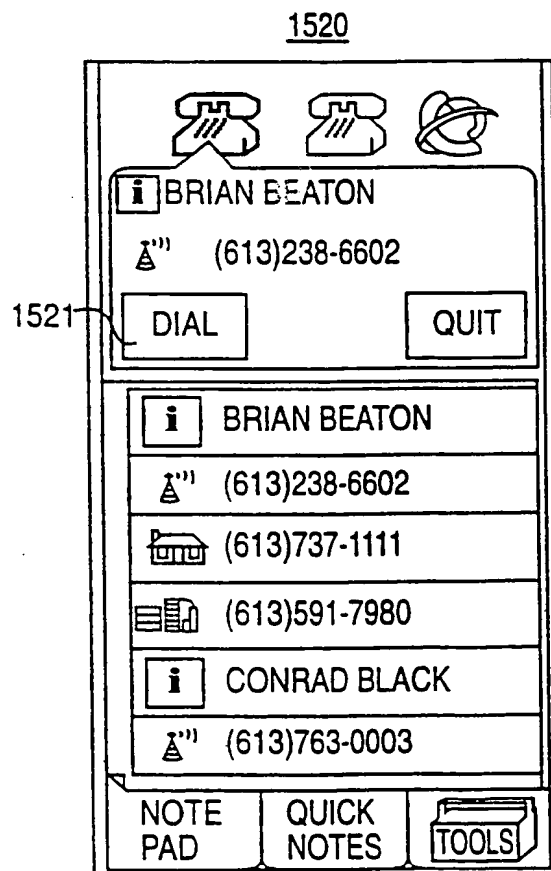 1520
i BRIAN BEATON
(613)238-6602
1521
DIAL
QUIT
i BRIAN BEATON
(613)238-6602
(613)737-1111
(613)591-7980
i CONRAD BLACK
(613)763-0003
NOTE PAD
QUICK NOTES
TOOLS